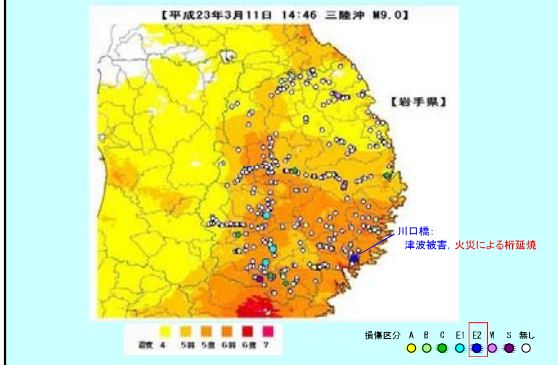 【平成23年3月11日 14:46 三陸沖 M9.0】
【岩手県】
川口橋:
津波被害, 火災による桁延焼
震度 4 5弱 5強 6弱 6強 7
損傷区分 A B C E1 E2 W S 無し